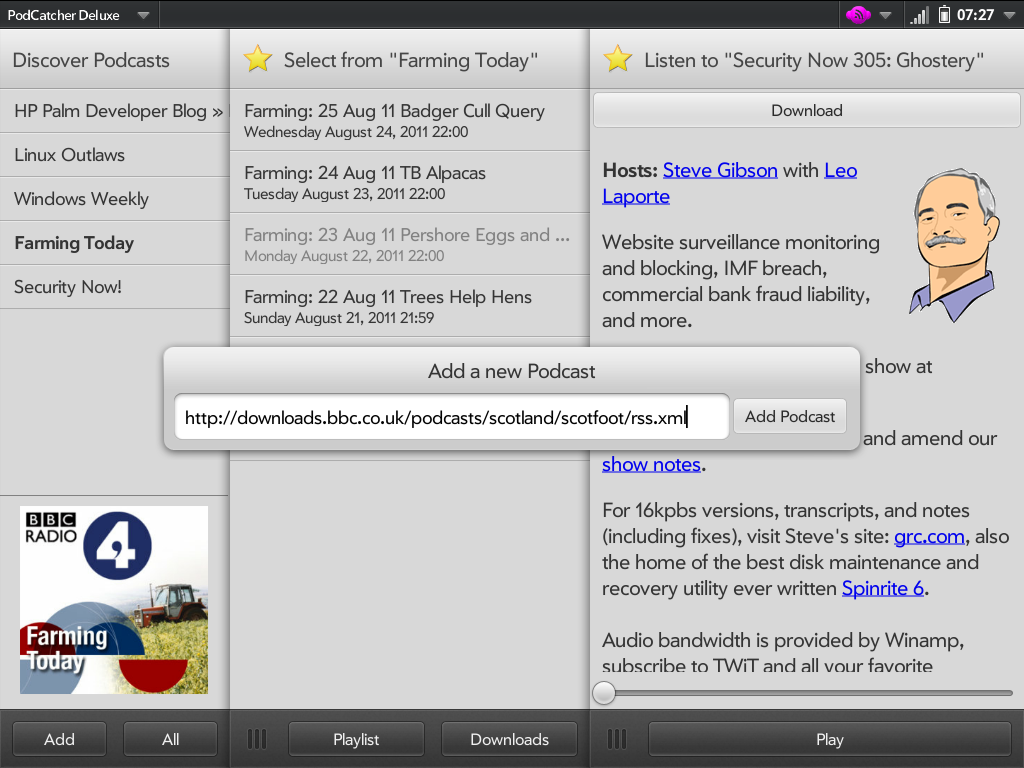 PodCatcher Deluxe
07:27
Discover Podcasts
HP Palm Developer Blog »
Linux Outlaws
Windows Weekly
Farming Today
Security Now!
BBC
RADIO
4
Farming
Today
Add
All
Select from "Farming Today"
Farming: 25 Aug 11 Badger Cull Query
Wednesday August 24, 2011 22:00
Farming: 24 Aug 11 TB Alpacas
Tuesday August 23, 2011 22:00
Farming: 23 Aug 11 Pershore Eggs and ...
Monday August 22, 2011 22:00
Farming: 22 Aug 11 Trees Help Hens
Sunday August 21, 2011 21:59
Playlist
Downloads
Listen to "Security Now 305: Ghostery"
Download
Hosts: Steve Gibson with Leo
Laporte
Website surveillance monitoring
and blocking, IMF breach,
commercial bank fraud liability,
and more.
show at
and amend our
show notes.
For 16kpbs versions, transcripts, and notes
(including fixes), visit Steve's site: grc.com, also
the home of the best disk maintenance and
recovery utility ever written Spinrite 6.
Audio bandwidth is provided by Winamp,
subscribe to TWiT and all your favorite
Play
Add a new Podcast
http://downloads.bbc.co.uk/podcasts/scotland/scotfoot/rss.xml
Add Podcast